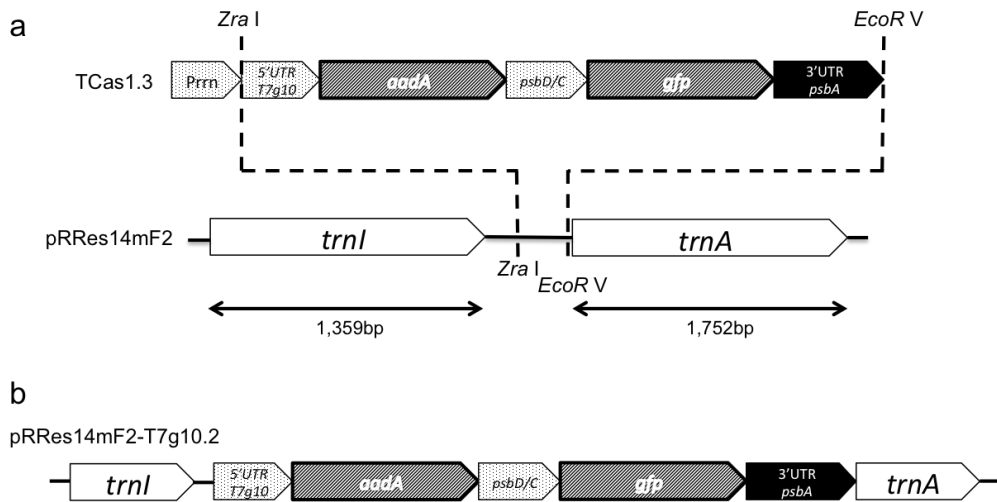 a
Zra I
EcoR V
TCas1.3
Prrn
5'UTR
T7g10
aadA
psbD/C
gfp
3'UTR
psbA
pRRes14mF2
trnI
trnA
Zra I
EcoR V
1,359bp
1,752bp
b
pRRes14mF2-T7g10.2
trnI
5'UTR
T7g10
aadA
psbD/C
gfp
3'UTR
psbA
trnA